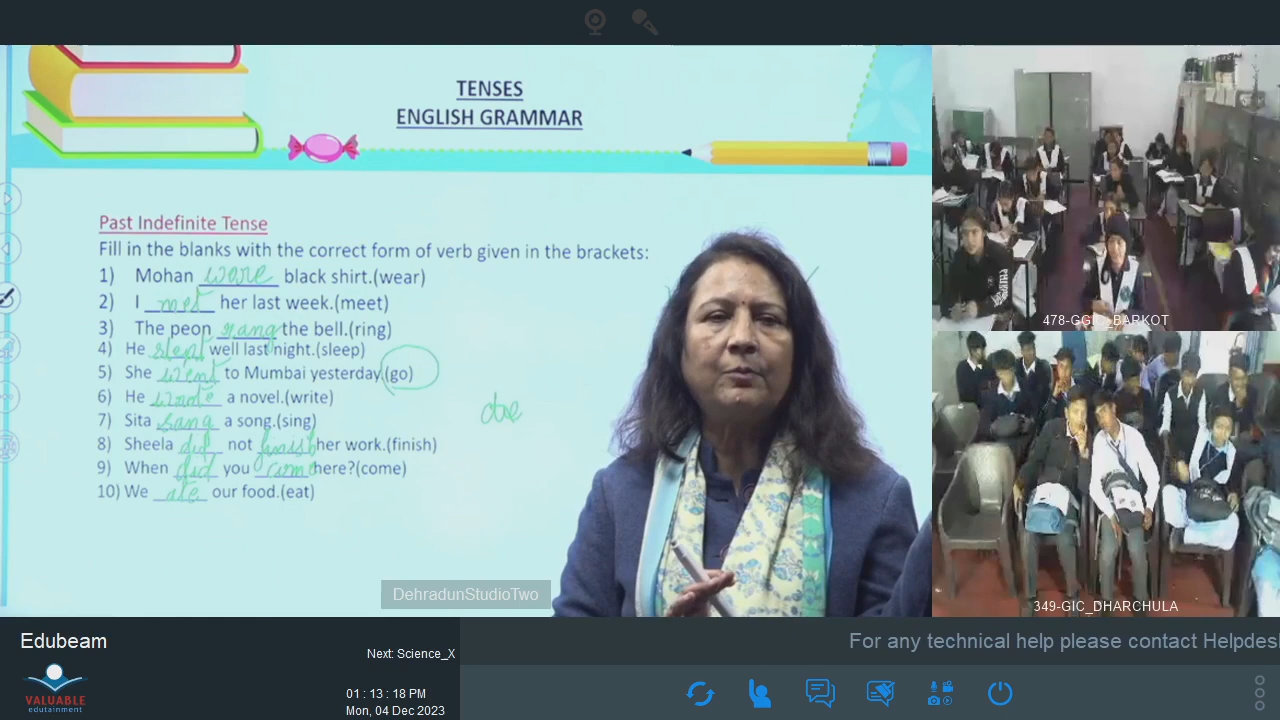 TENSES
ENGLISH GRAMMAR
Past Indefinite Tense
Fill in the blanks with the correct form of verb given in the brackets:
1) Mohan wore black shirt.(wear)
2) I met her last week.(meet)
3) The peon rang the bell.(ring)
4) He slept well last night.(sleep)
5) She went to Mumbai yesterday.(go)
6) He wrote a novel.(write)
7) Sita sang a song.(sing)
8) Sheela did not finish her work.(finish)
9) When did you come here?(come)
10) We ate our food.(eat)
DehradunStudioTwo
478-GGIC_BARKOT
349-GIC_DHARCHULA
Edubeam
Next: Science_X
VALUABLE
edutainment
01 : 13 : 18 PM
Mon, 04 Dec 2023
For any technical help please contact Helpdes